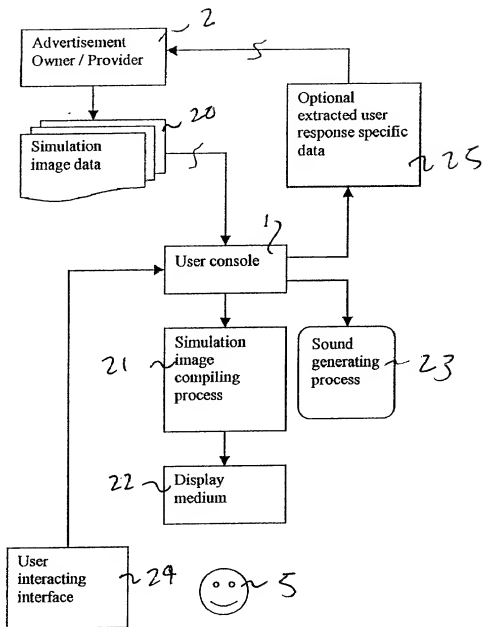 2
Advertisement
Owner / Provider
20
Simulation
image data
Optional
extracted user
response specific
data
25
1
User console
21
Simulation
image
compiling
process
Sound
generating
process
23
22
Display
medium
User
interacting
interface
24
5